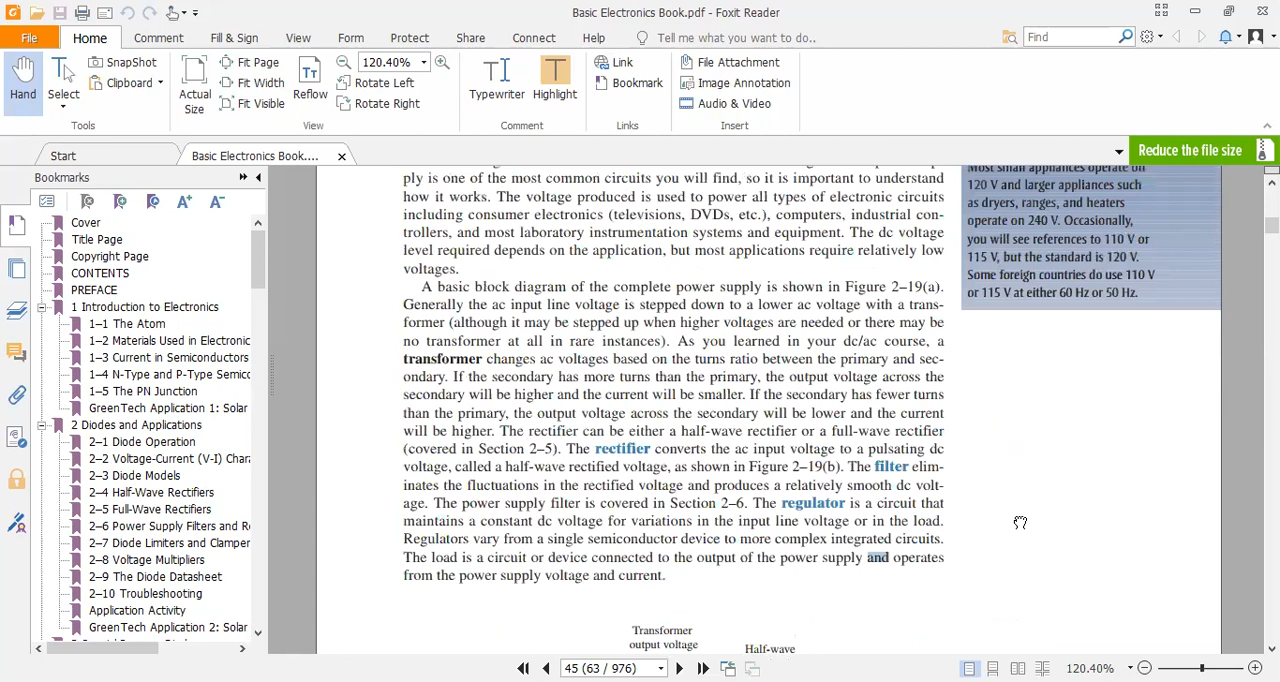 Basic Electronics Book.pdf - Foxit Reader
File Home Comment Fill & Sign View Form Protect Share Connect Help Tell me what you want to do.. Find
SnapShot
Clipboard
Hand Select
Actual Size
Fit Page
Fit Width
Fit Visible
Reflow
120.40%
Rotate Left
Rotate Right
Typewriter Highlight
Link
Bookmark
File Attachment
Image Annotation
Audio & Video
Tools View Comment Links Insert
Start Basic Electronics Book.... Reduce the file size
Bookmarks
Cover
Title Page
Copyright Page
CONTENTS
PREFACE
1 Introduction to Electronics
1–1 The Atom
1–2 Materials Used in Electronic
1–3 Current in Semiconductors
1–4 N-Type and P-Type Semico
1–5 The PN Junction
GreenTech Application 1: Solar
2 Diodes and Applications
2–1 Diode Operation
2–2 Voltage-Current (V-I) Chara
2–3 Diode Models
2–4 Half-Wave Rectifiers
2–5 Full-Wave Rectifiers
2–6 Power Supply Filters and Re
2–7 Diode Limiters and Clamper
2–8 Voltage Multipliers
2–9 The Diode Datasheet
2–10 Troubleshooting
Application Activity
GreenTech Application 2: Solar
ply is one of the most common circuits you will find, so it is important to understand
how it works. The voltage produced is used to power all types of electronic circuits
including consumer electronics (televisions, DVDs, etc.), computers, industrial con-
trollers, and most laboratory instrumentation systems and equipment. The dc voltage
level required depends on the application, but most applications require relatively low
voltages.
A basic block diagram of the complete power supply is shown in Figure 2–19(a).
Generally the ac input line voltage is stepped down to a lower ac voltage with a trans-
former (although it may be stepped up when higher voltages are needed or there may be
no transformer at all in rare instances). As you learned in your dc/ac course, a
transformer changes ac voltages based on the turns ratio between the primary and sec-
ondary. If the secondary has more turns than the primary, the output voltage across the
secondary will be higher and the current will be smaller. If the secondary has fewer turns
than the primary, the output voltage across the secondary will be lower and the current
will be higher. The rectifier can be either a half-wave rectifier or a full-wave rectifier
(covered in Section 2–5). The rectifier converts the ac input voltage to a pulsating dc
voltage, called a half-wave rectified voltage, as shown in Figure 2–19(b). The filter elim-
inates the fluctuations in the rectified voltage and produces a relatively smooth dc volt-
age. The power supply filter is covered in Section 2–6. The regulator is a circuit that
maintains a constant dc voltage for variations in the input line voltage or in the load.
Regulators vary from a single semiconductor device to more complex integrated circuits.
The load is a circuit or device connected to the output of the power supply and operates
from the power supply voltage and current.
Transformer
output voltage
Half-wave
Most small appliances operate on
120 V and larger appliances such
as dryers, ranges, and heaters
operate on 240 V. Occasionally,
you will see references to 110 V or
115 V, but the standard is 120 V.
Some foreign countries do use 110 V
or 115 V at either 60 Hz or 50 Hz.
45 (63 / 976) 120.40%